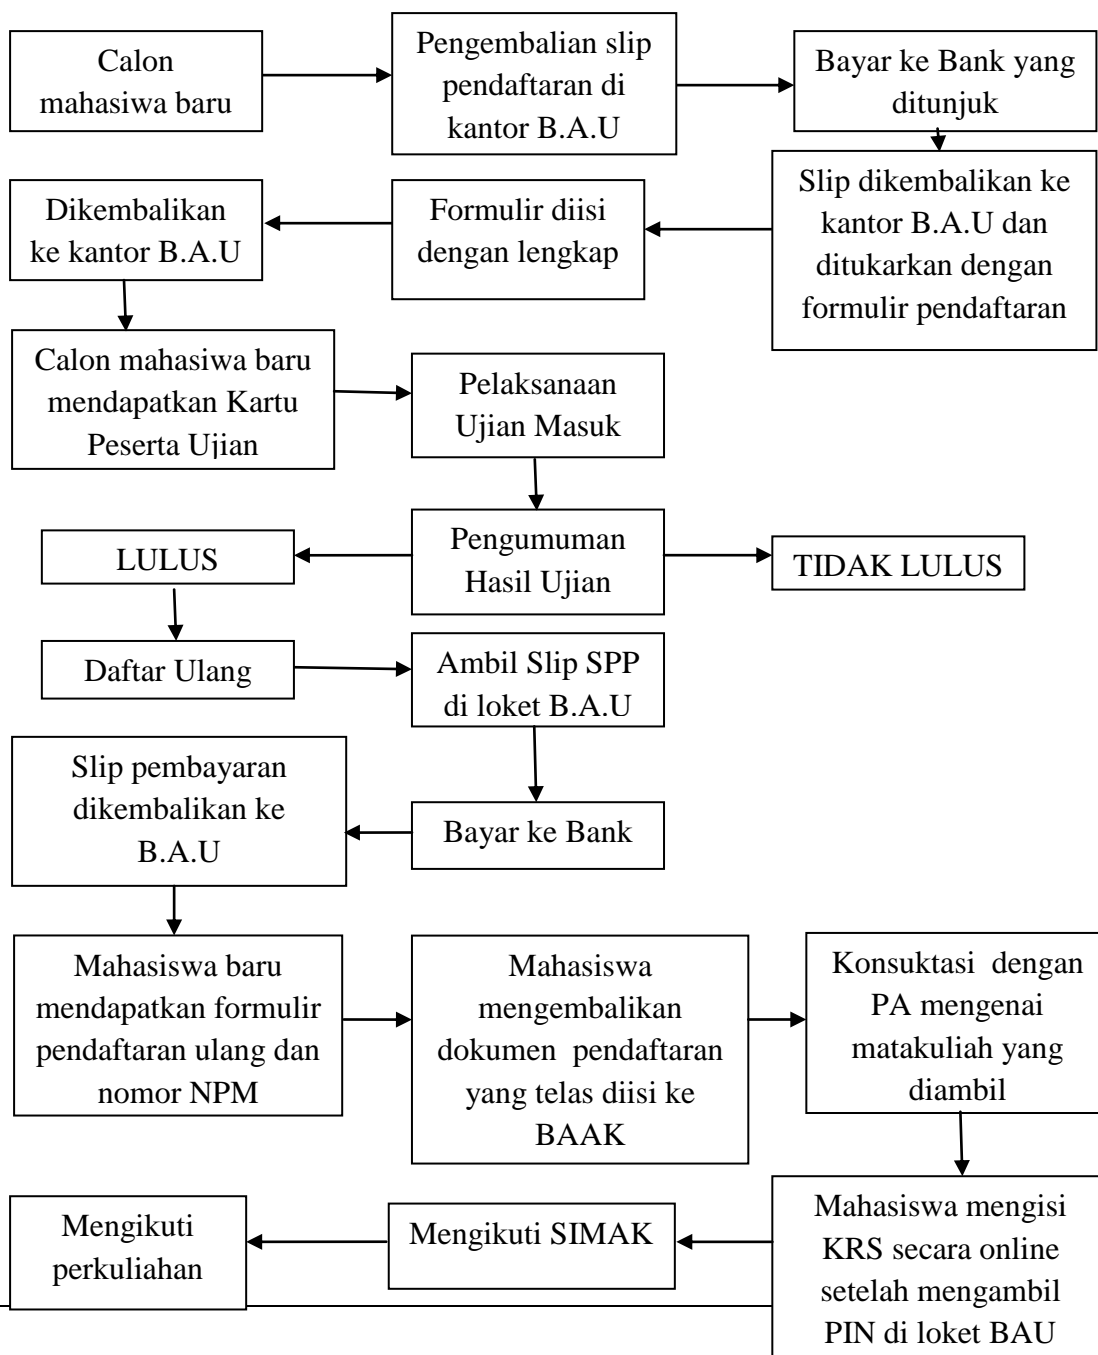 Calon
mahasiwa baru
Pengembalian slip
pendaftaran di
kantor B.A.U
Bayar ke Bank yang
ditunjuk
Slip dikembalikan ke
kantor B.A.U dan
ditukarkan dengan
formulir pendaftaran
Formulir diisi
dengan lengkap
Dikembalikan
ke kantor B.A.U
Calon mahasiwa baru
mendapatkan Kartu
Peserta Ujian
Pelaksanaan
Ujian Masuk
Pengumuman
Hasil Ujian
LULUS
TIDAK LULUS
Daftar Ulang
Ambil Slip SPP
di loket B.A.U
Bayar ke Bank
Slip pembayaran
dikembalikan ke
B.A.U
Mahasiswa baru
mendapatkan formulir
pendaftaran ulang dan
nomor NPM
Mahasiswa
mengembalikan
dokumen pendaftaran
yang telas diisi ke
BAAK
Konsuktasi dengan
PA mengenai
matakuliah yang
diambil
Mahasiswa mengisi
KRS secara online
setelah mengambil
PIN di loket BAU
Mengikuti SIMAK
Mengikuti
perkuliahan